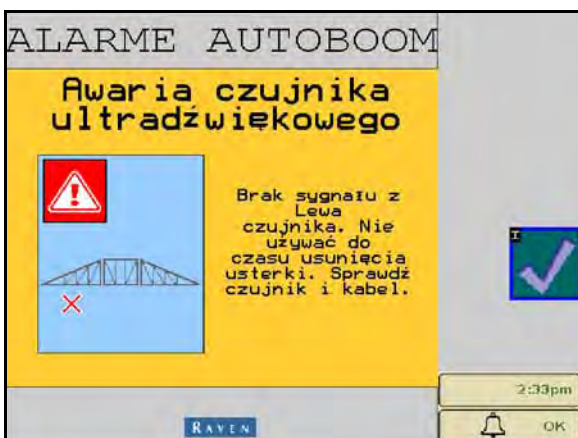 ALARME AUTOBOOM
Awaria czujnika
ultradźwiękowego
Brak sygnału z
Lewa
czujnika. Nie
używać do
czasu usunięcia
usterki. Sprawdź
czujnik i kabel.
2:33pm
RAVEN
OK